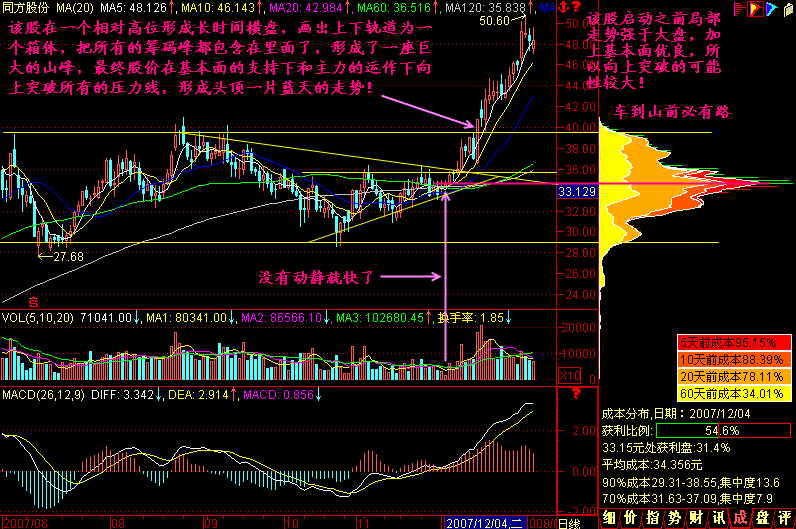 同方股份 MA(20) MA5: 48.126↑ MA10: 46.143↑ MA20: 42.984↑ MA60: 36.516↑ MA120: 35.838↑
该股在一个相对高位形成长时间横盘，画出上下轨道为一
个箱体，把所有的筹码峰都包含在里面了，形成了一座巨
大的山峰，最终股价在基本面的支持下和主力的运作下向
上突破所有的压力线，形成头顶一片蓝天的走势！
50.60
50.00
48.00
46.00
44.00
42.00
40.00
38.00
36.00
33.129
32.00
30.00
28.00
26.00
24.00
27.68
没有动静就快了
S
该股启动之前局部
走势强于大盘，加
上基本面优良，所
以向上突破的可能
性较大！
车到山前必有路
VOL(5,10,20) 71041.00↓ MA1: 80341.00↓ MA2: 86566.10↓ MA3: 102680.45↑ 换手率: 1.85↓
20000
10000
X10
MACD(26,12,9) DIFF: 3.342↓ DEA: 2.914↑ MACD: 0.856↓
2.00
0.00
-2.00
5天前成本95.15%
10天前成本88.39%
20天前成本78.11%
60天前成本34.01%
成本分布,日期: 2007/12/04
获利比例: 54.6%
33.15元处获利盘:31.4%
平均成本:34.356元
90%成本29.31-38.55,集中度13.6
70%成本31.63-37.09,集中度7.9
2007/06 08 09 10 11 2007/12/04,二 日线
细 价 指 势 财 讯 成 盘 评